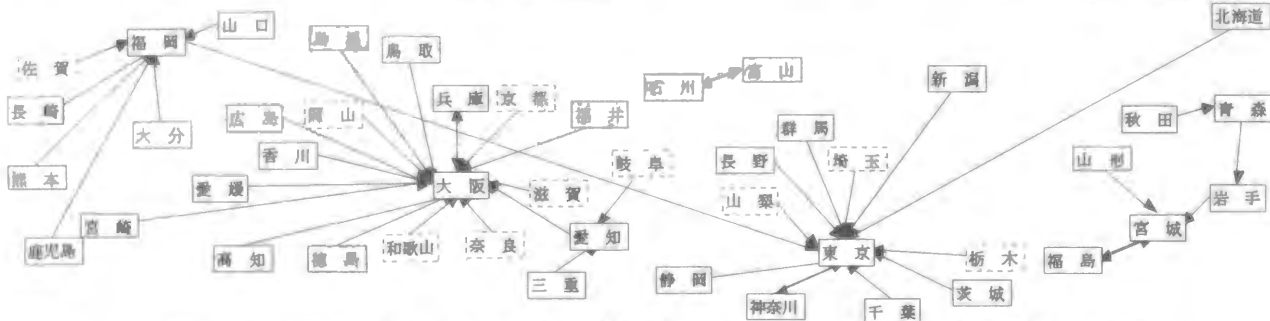 北海道
山口
福岡
鳥取
佐賀
富山
新潟
兵庫
京都
長崎
広島
岡山
福井
秋田
青森
大分
群馬
香川
長野
埼玉
山形
岐阜
熊本
愛媛
大阪
滋賀
山梨
岩手
宮崎
愛知
宮城
鹿児島
高知
徳島
和歌山
奈良
東京
栃木
福島
三重
静岡
神奈川
千葉
茨城